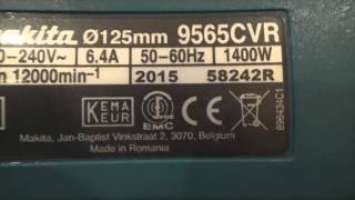 akita Ø125mm 9565CVR
0-240V~ 6.4A 50-60Hz 1400W
n 12000min⁻¹ 2015 58242R
KEMA
KEUR
EMC
CE
Makita, Jan-Baptist Vinkstraat 2, 3070, Belgium
Made in Romania